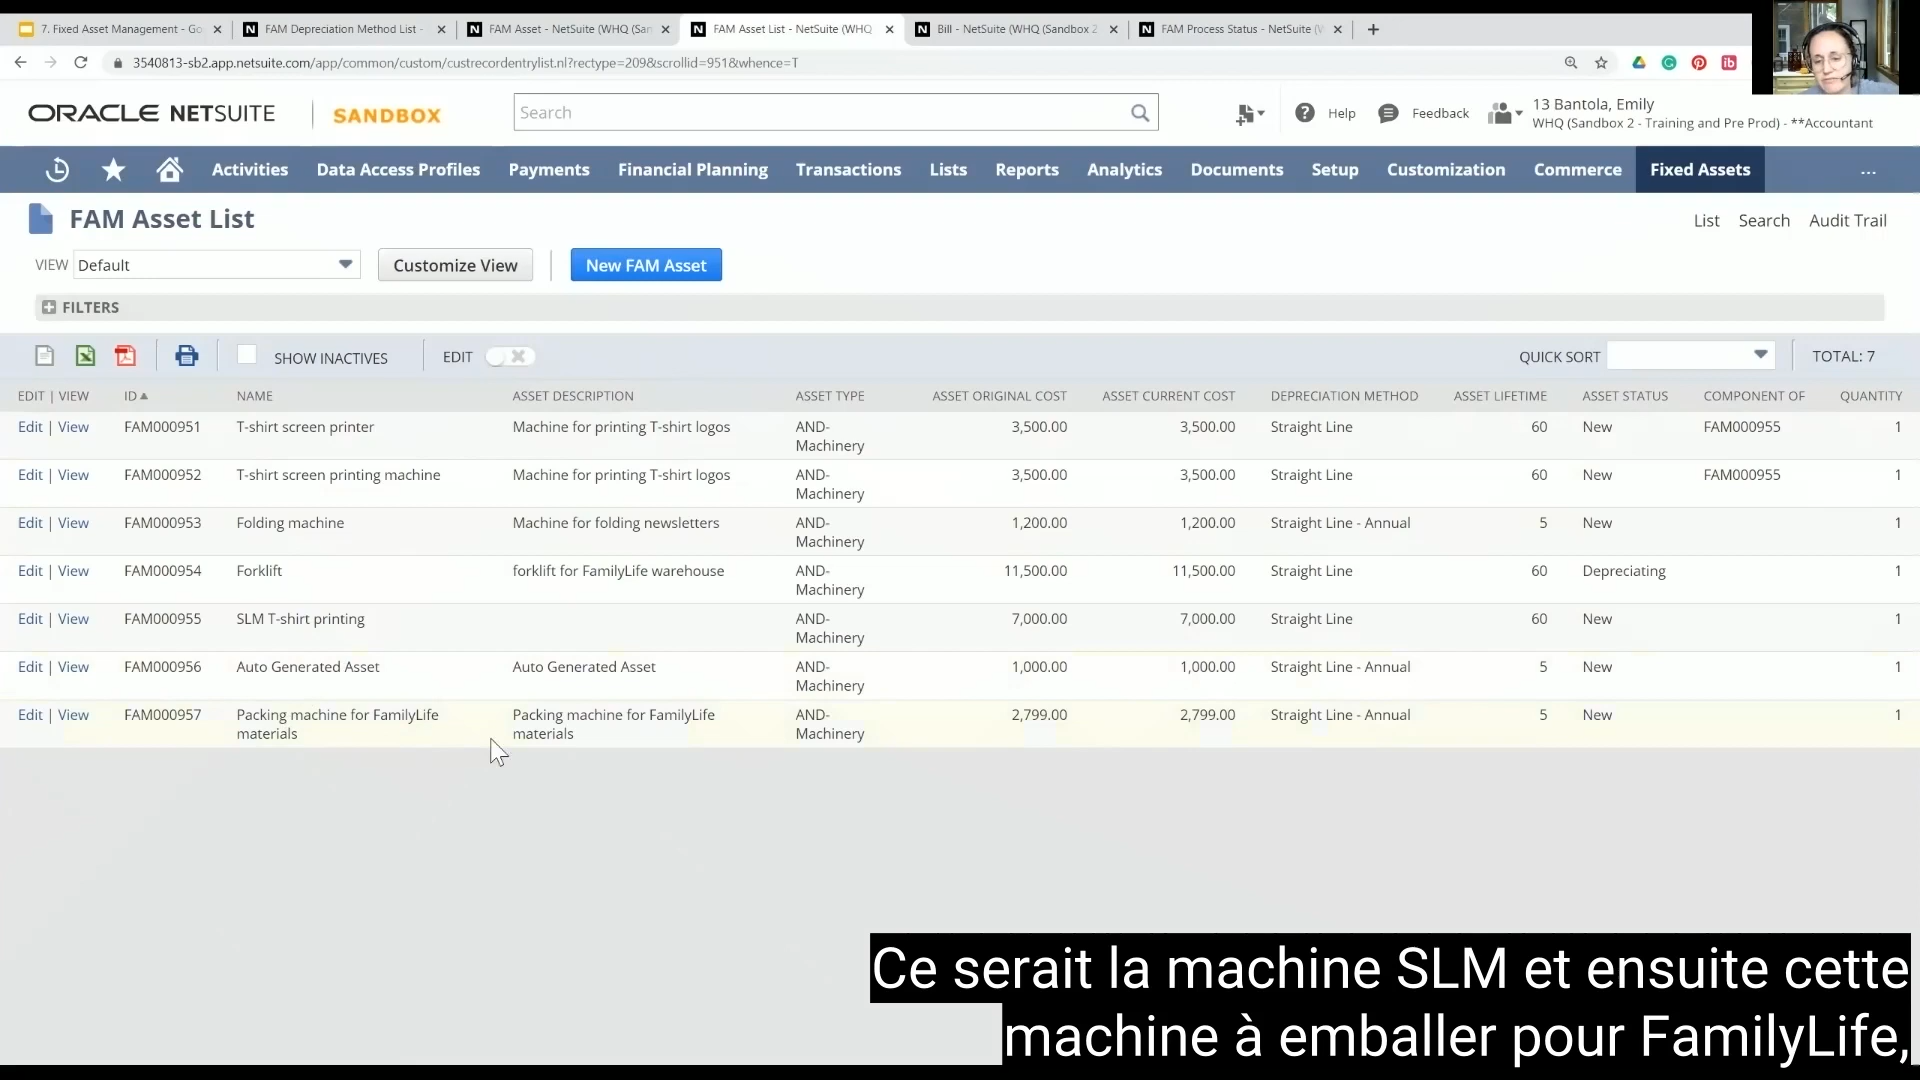 7. Fixed Asset Management - Go
FAM Depreciation Method List -
FAM Asset - NetSuite (WHQ (San
FAM Asset List - NetSuite (WHQ
Bill - NetSuite (WHQ (Sandbox 2
FAM Process Status - NetSuite (
3540813-sb2.app.netsuite.com/app/common/custom/custrecordentrylist.nl?rectype=209&scrollid=951&whence=T
ORACLE NETSUITE
SANDBOX
Search
Help
Feedback
13 Bantola, Emily
WHQ (Sandbox 2 - Training and Pre Prod) - **Accountant
Activities Data Access Profiles Payments Financial Planning Transactions Lists Reports Analytics Documents Setup Customization Commerce Fixed Assets ...
FAM Asset List
List Search Audit Trail
VIEW Default Customize View New FAM Asset
FILTERS
SHOW INACTIVES EDIT QUICK SORT TOTAL: 7
EDIT | VIEW ID NAME ASSET DESCRIPTION ASSET TYPE ASSET ORIGINAL COST ASSET CURRENT COST DEPRECIATION METHOD ASSET LIFETIME ASSET STATUS COMPONENT OF QUANTITY
Edit | View FAM000951 T-shirt screen printer Machine for printing T-shirt logos AND- 3,500.00 3,500.00 Straight Line 60 New FAM000955 1
Machinery
Edit | View FAM000952 T-shirt screen printing machine Machine for printing T-shirt logos AND- 3,500.00 3,500.00 Straight Line 60 New FAM000955 1
Machinery
Edit | View FAM000953 Folding machine Machine for folding newsletters AND- 1,200.00 1,200.00 Straight Line - Annual 5 New 1
Machinery
Edit | View FAM000954 Forklift forklift for FamilyLife warehouse AND- 11,500.00 11,500.00 Straight Line 60 Depreciating 1
Machinery
Edit | View FAM000955 SLM T-shirt printing AND- 7,000.00 7,000.00 Straight Line 60 New 1
Machinery
Edit | View FAM000956 Auto Generated Asset Auto Generated Asset AND- 1,000.00 1,000.00 Straight Line - Annual 5 New 1
Machinery
Edit | View FAM000957 Packing machine for FamilyLife Packing machine for FamilyLife AND- 2,799.00 2,799.00 Straight Line - Annual 5 New 1
materials materials Machinery
Ce serait la machine SLM et ensuite cette
machine à emballer pour FamilyLife,